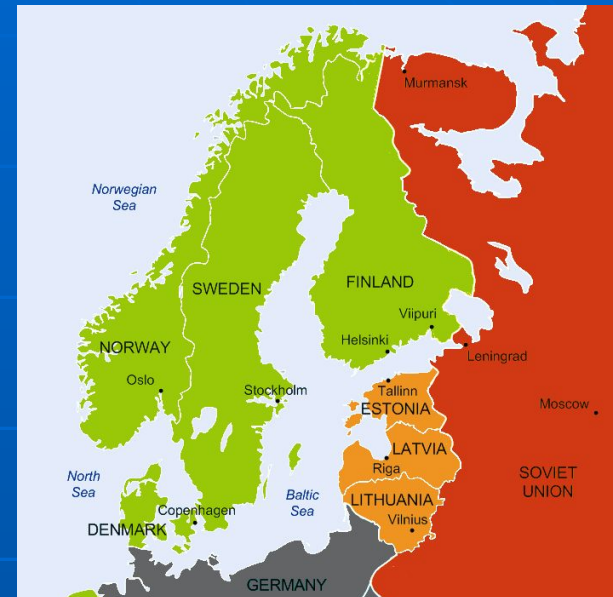 Murmansk
Norwegian
Sea
SWEDEN
FINLAND
Viipuri
NORWAY
Helsinki
Leningrad
Oslo
Stockholm
Tallinn
ESTONIA
Moscow
LATVIA
Riga
North
Sea
SOVIET
UNION
Baltic
Sea
LITHUANIA
Copenhagen
Vilnius
DENMARK
GERMANY